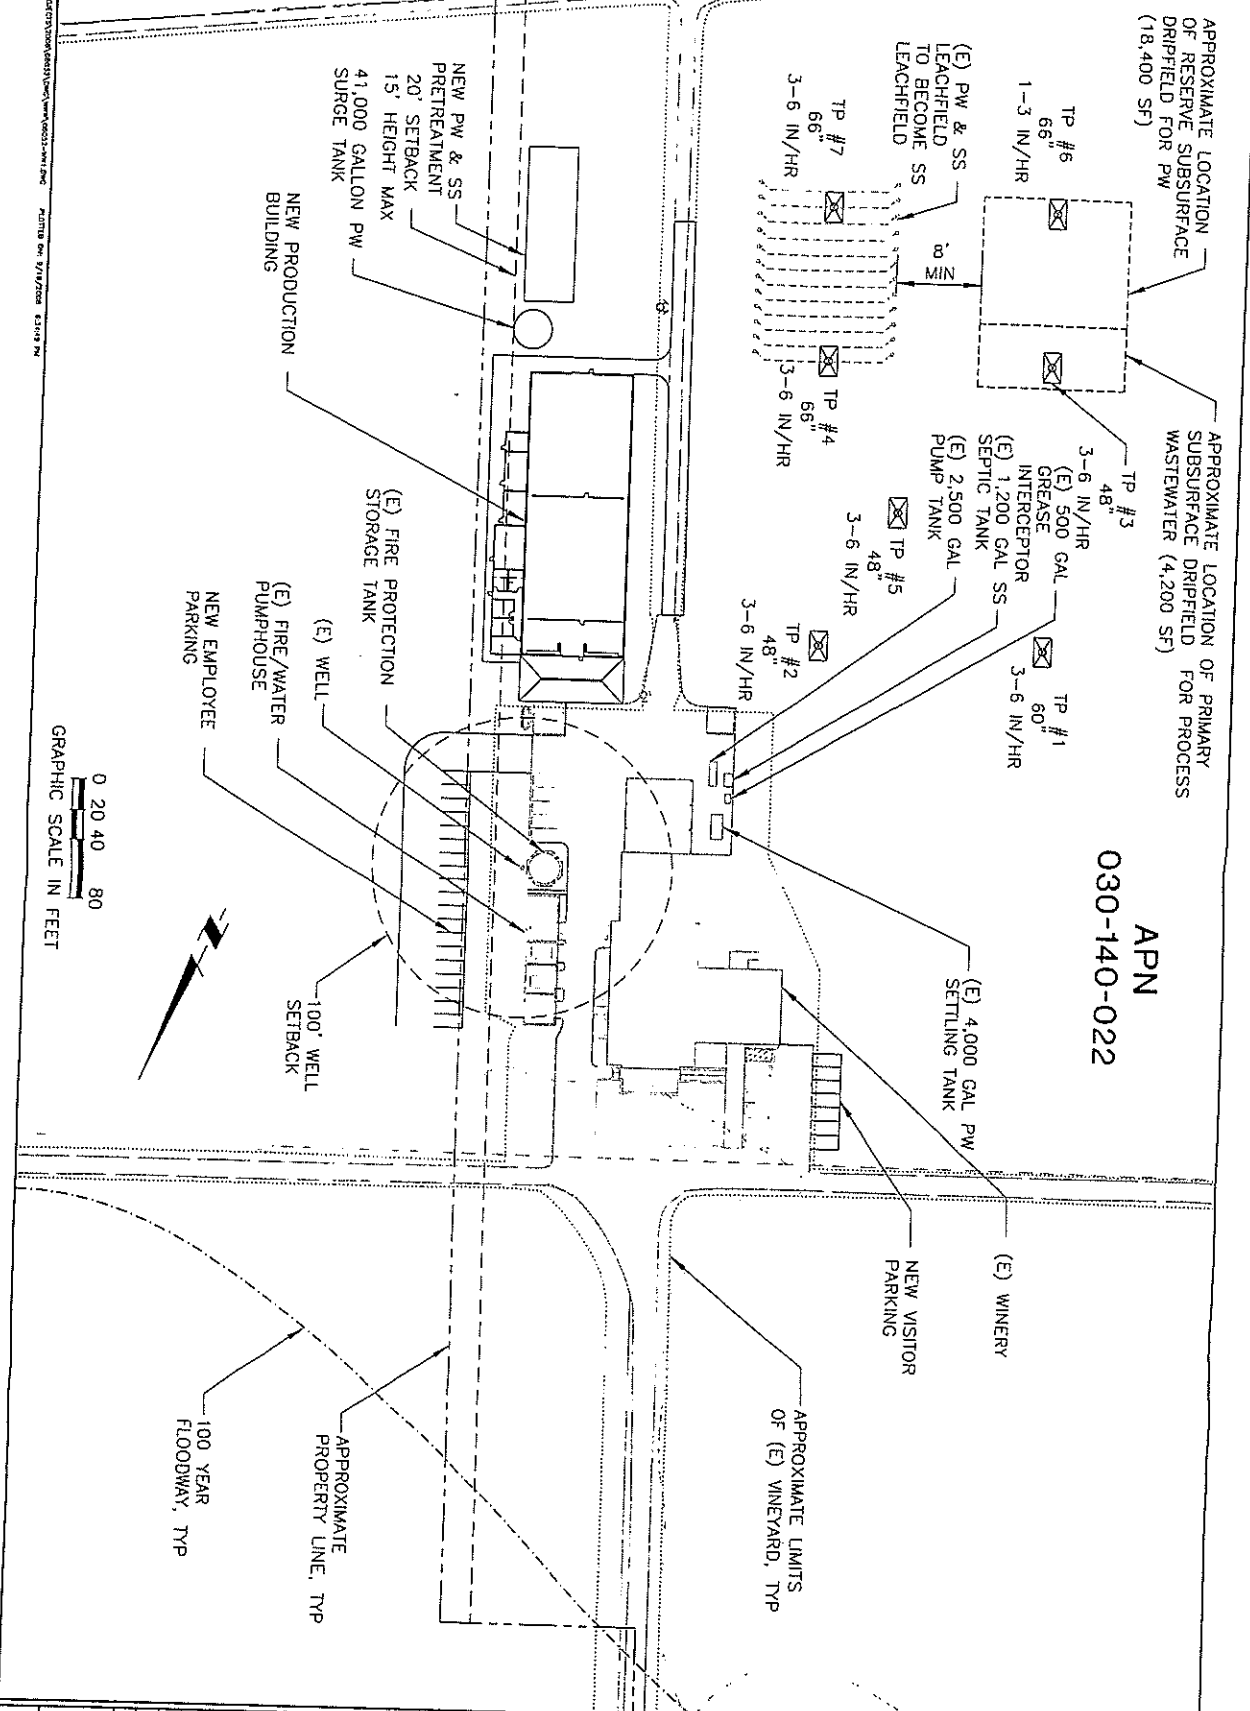 APPROXIMATE LOCATION
OF RESERVE SUBSURFACE
DRIPFIELD FOR PW
(18,400 SF)
TP #6
66"
1-3 IN/HR
(E) PW & SS
LEACHFIELD
TO BECOME SS
LEACHFIELD
TP #7
66"
3-6 IN/HR
8'
MIN
NEW PW & SS
PRETREATMENT
20' SETBACK
15' HEIGHT MAX
41,000 GALLON PW
SURGE TANK
NEW PRODUCTION
BUILDING
APPROXIMATE LOCATION OF PRIMARY
SUBSURFACE DRIPFIELD FOR PROCESS
WASTEWATER (4,200 SF)
TP #3
48"
3-6 IN/HR
(E) 500 GAL
GREASE
INTERCEPTOR
(E) 1,200 GAL SS
SEPTIC TANK
(E) 2,500 GAL
PUMP TANK
TP #4
66"
3-6 IN/HR
TP #5
48"
3-6 IN/HR
TP #1
60"
3-6 IN/HR
TP #2
48"
3-6 IN/HR
(E) FIRE PROTECTION
STORAGE TANK
(E) WELL
(E) FIRE/WATER
PUMPHOUSE
NEW EMPLOYEE
PARKING
APN
030-140-022
(E) 4,000 GAL PW
SETTLING TANK
100' WELL
SETBACK
0 20 40 80
GRAPHIC SCALE IN FEET
(E) WINERY
NEW VISITOR
PARKING
APPROXIMATE LIMITS
OF (E) VINEYARD, TYP
APPROXIMATE
PROPERTY LINE, TYP
100 YEAR
FLOODWAY, TYP
PLOTTED ON: